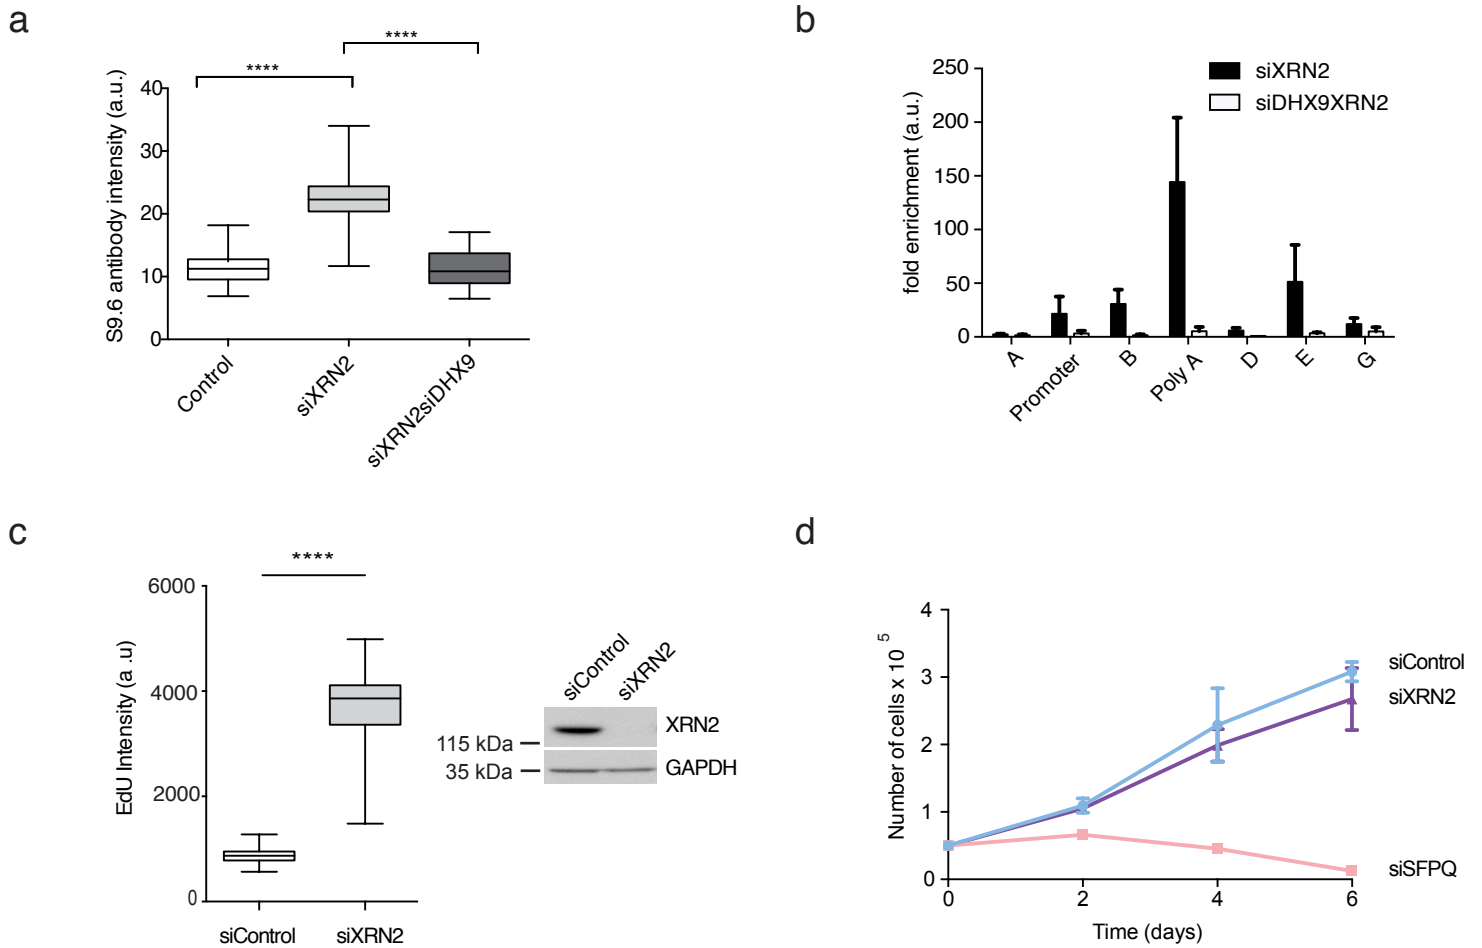 a
****
****
S9.6 antibody intensity (a.u.)
40
30
20
10
0
Control
siXRN2
siXRN2siDHX9
b
siXRN2
siDHX9XRN2
fold enrichment (a.u.)
250
200
150
100
50
0
A
Promoter
B
Poly A
D
E
G
c
****
EdU Intensity (a .u)
6000
4000
2000
0
siControl
siXRN2
siControl
siXRN2
XRN2
115 kDa
35 kDa
GAPDH
d
Number of cells x 10 5
4
3
2
1
0
0
2
4
6
Time (days)
siControl
siXRN2
siSFPQ